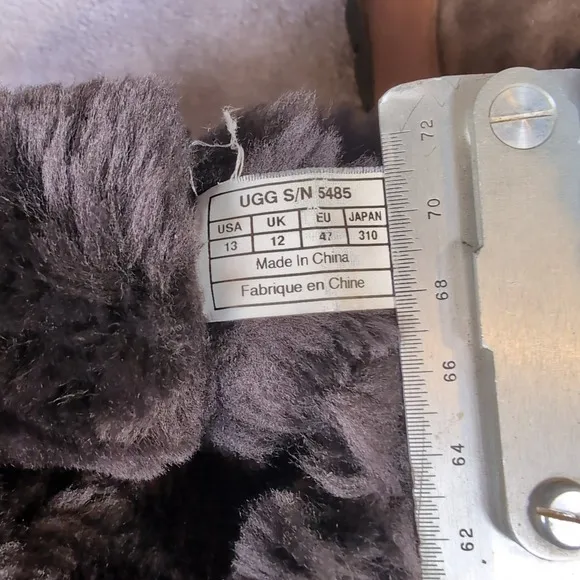 UGG S/N 5485
USA UK EU JAPAN
13 12 47 310
Made In China
Fabrique en Chine
72
70
68
66
64
62